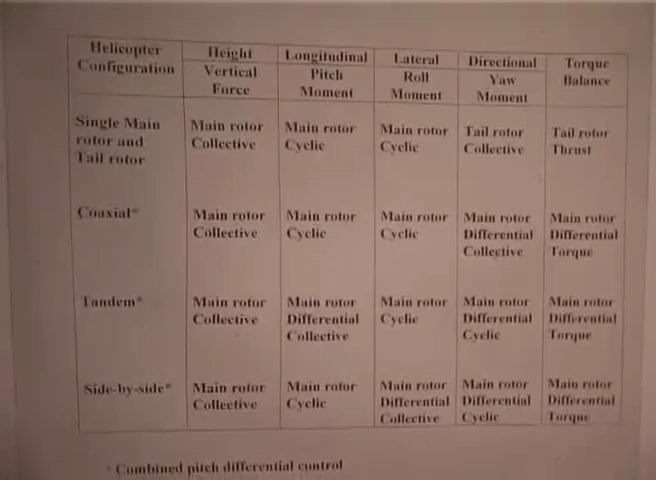 Helicopter Configuration | Height | Longitudinal | Lateral | Directional | Torque Balance
Vertical Force | Pitch Moment | Roll Moment | Yaw Moment
Single Main rotor and Tail rotor | Main rotor Collective | Main rotor Cyclic | Main rotor Cyclic | Tail rotor Collective | Tail rotor Thrust
Coaxial* | Main rotor Collective | Main rotor Cyclic | Main rotor Cyclic | Main rotor Differential Collective | Main rotor Differential Torque
Tandem* | Main rotor Collective | Main rotor Differential Collective | Main rotor Cyclic | Main rotor Differential Cyclic | Main rotor Differential Torque
Side-by-side* | Main rotor Collective | Main rotor Cyclic | Main rotor Differential Collective | Main rotor Differential Cyclic | Main rotor Differential Torque
* Combined pitch differential control